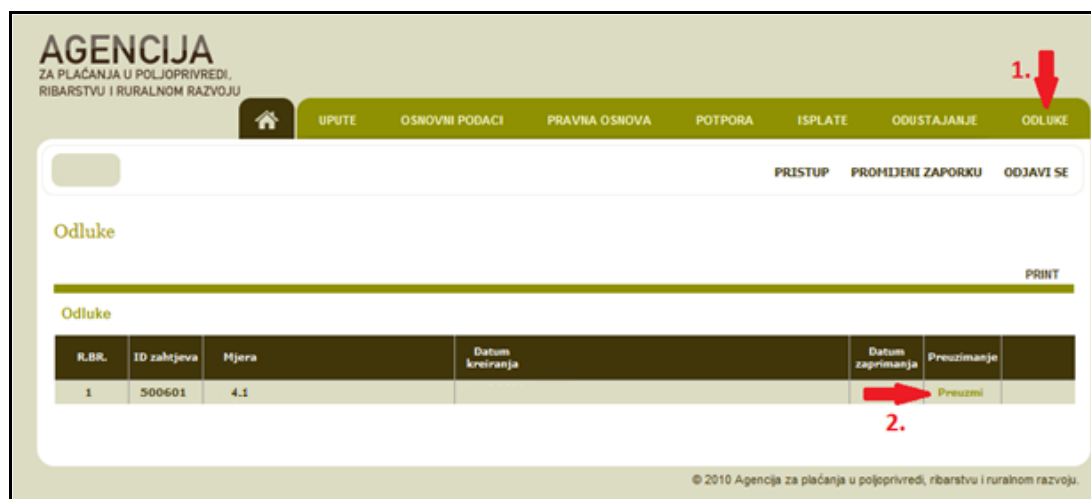 AGENCIJA
ZA PLAĆANJA U POLJOPRIVREDI,
RIBARSTVU I RURALNOM RAZVOJU
1.
UPUTE OSNOVNI PODACI PRAVNA OSNOVA POTPORA ISPLATE ODUSTAJANJE ODLUKE
PRISTUP PROMIJENI ZAPORKU ODJAVI SE
Odluke
PRINT
Odluke
R.BR. ID zahtjeva Mjera Datum kreiranja Datum zaprimanja Preuzimanje
1 500601 4.1 Preuzmi
2.
© 2010 Agencija za plaćanja u poljoprivredi, ribarstvu i ruralnom razvoju.